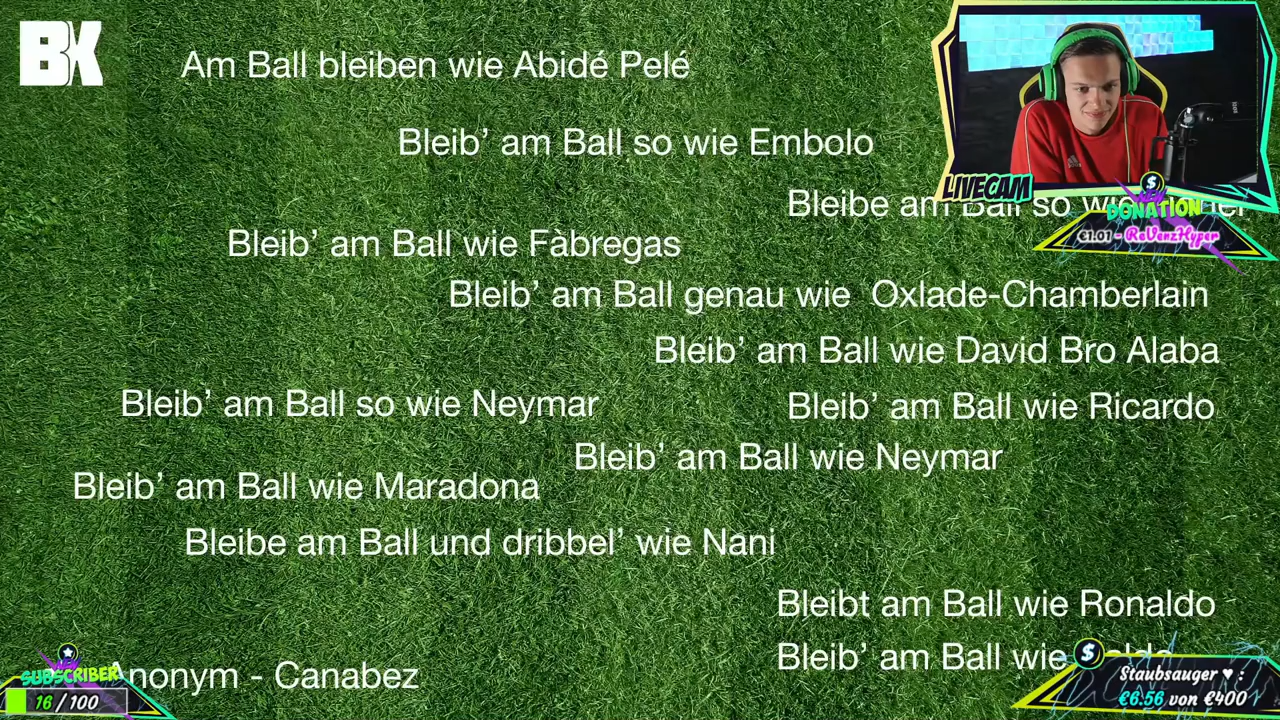 BK
Am Ball bleiben wie Abidé Pelé
Bleib’ am Ball so wie Embolo
LIVECAM
Bleibe am Ball so wie
NEW
DONATION
€1.01 - ReVenzHyper
Bleib’ am Ball wie Fàbregas
Bleib’ am Ball genau wie Oxlade-Chamberlain
Bleib’ am Ball wie David Bro Alaba
Bleib’ am Ball so wie Neymar
Bleib’ am Ball wie Ricardo
Bleib’ am Ball wie Neymar
Bleib’ am Ball wie Maradona
Bleibe am Ball und dribbel’ wie Nani
Bleibt am Ball wie Ronaldo
Bleib’ am Ball wie
NEW
SUBSCRIBER
Anonym - Canabez
16 / 100
Staubsauger ♥ :
€6.56 von €400